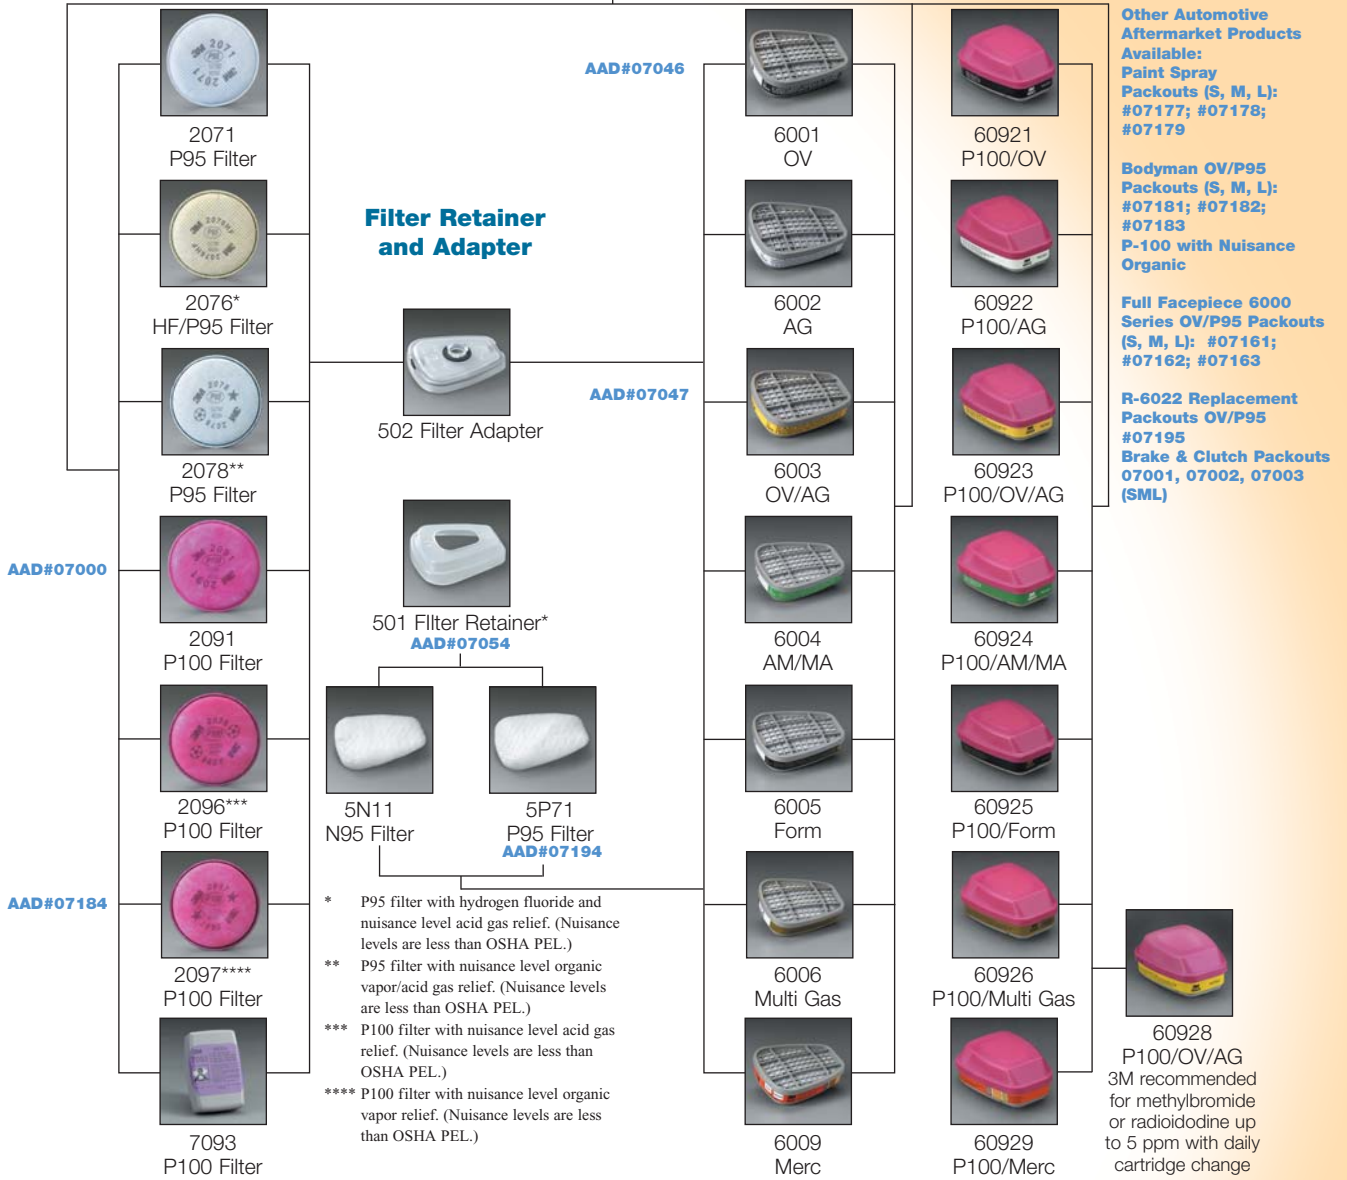 2071
P95 Filter
2076*
HF/P95 Filter
2078**
P95 Filter
AAD#07000
2091
P100 Filter
2096***
P100 Filter
AAD#07184
2097****
P100 Filter
7093
P100 Filter
Filter Retainer
and Adapter
502 Filter Adapter
501 FIlter Retainer*
AAD#07054
5N11
N95 Filter
5P71
P95 Filter
AAD#07194
* P95 filter with hydrogen fluoride and
nuisance level acid gas relief. (Nuisance
levels are less than OSHA PEL.)
** P95 filter with nuisance level organic
vapor/acid gas relief. (Nuisance levels
are less than OSHA PEL.)
*** P100 filter with nuisance level acid gas
relief. (Nuisance levels are less than
OSHA PEL.)
**** P100 filter with nuisance level organic
vapor relief. (Nuisance levels are less
than OSHA PEL.)
AAD#07046
6001
OV
6002
AG
AAD#07047
6003
OV/AG
6004
AM/MA
6005
Form
6006
Multi Gas
6009
Merc
60921
P100/OV
60922
P100/AG
60923
P100/OV/AG
60924
P100/AM/MA
60925
P100/Form
60926
P100/Multi Gas
60929
P100/Merc
60928
P100/OV/AG
3M recommended
for methylbromide
or radioidodine up
to 5 ppm with daily
cartridge change
Other Automotive
Aftermarket Products
Available:
Paint Spray
Packouts (S, M, L):
#07177; #07178;
#07179
Bodyman OV/P95
Packouts (S, M, L):
#07181; #07182;
#07183
P-100 with Nuisance
Organic
Full Facepiece 6000
Series OV/P95 Packouts
(S, M, L): #07161;
#07162; #07163
R-6022 Replacement
Packouts OV/P95
#07195
Brake & Clutch Packouts
07001, 07002, 07003
(SML)